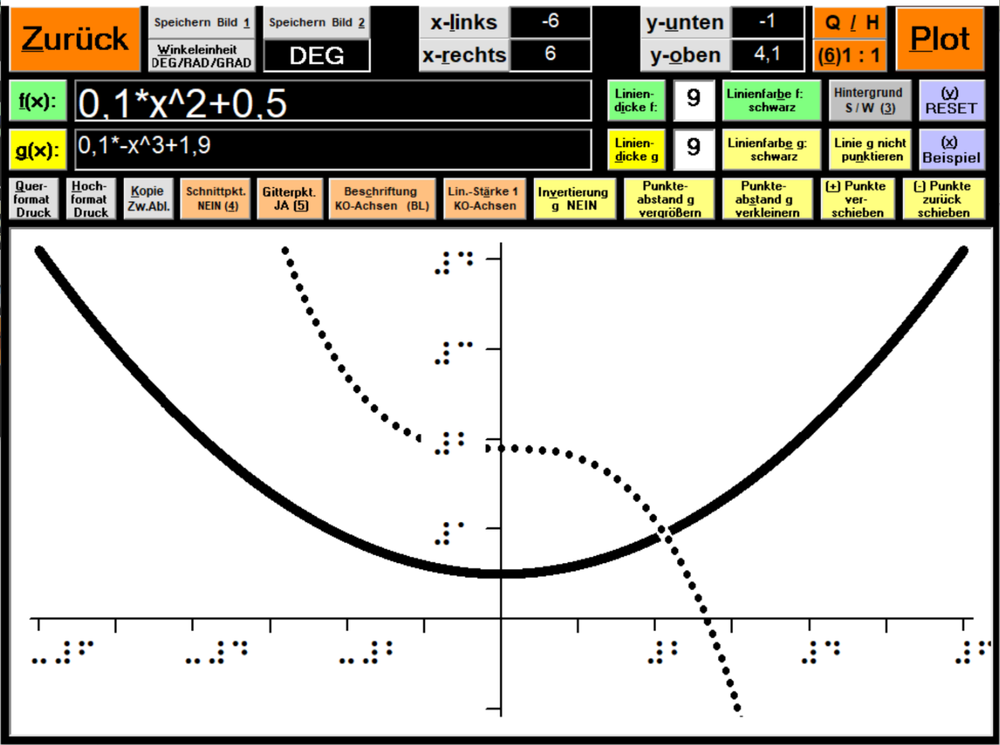 Zurück
Speichern Bild 1
Speichern Bild 2
Winkeleinheit
DEG/RAD/GRAD
DEG
x-links
-6
x-rechts
6
y-unten
-1
y-oben
4,1
Q / H
(6)1 : 1
Plot
f(x):
0,1*x^2+0,5
Linien-
dicke f:
9
Linienfarbe f:
schwarz
Hintergrund
S / W (3)
(y)
RESET
g(x):
0,1*-x^3+1,9
Linien-
dicke g
9
Linienfarbe g:
schwarz
Linie g nicht
punktieren
(x)
Beispiel
Quer-
format
Druck
Hoch-
format
Druck
Kopie
Zw.Abl.
Schnittpkt.
NEIN (4)
Gitterpkt.
JA (5)
Beschriftung
KO-Achsen (BL)
Lin.-Stärke 1
KO-Achsen
Invertierung
g NEIN
Punkte-
abstand g
vergrößern
Punkte-
abstand g
verkleinern
(+) Punkte
ver-
schieben
(-) Punkte
zurück
schieben
⠼⠙
⠼⠉
⠼⠃
⠼⠁
⠤⠼⠋
⠤⠼⠙
⠤⠼⠃
⠼⠃
⠼⠙